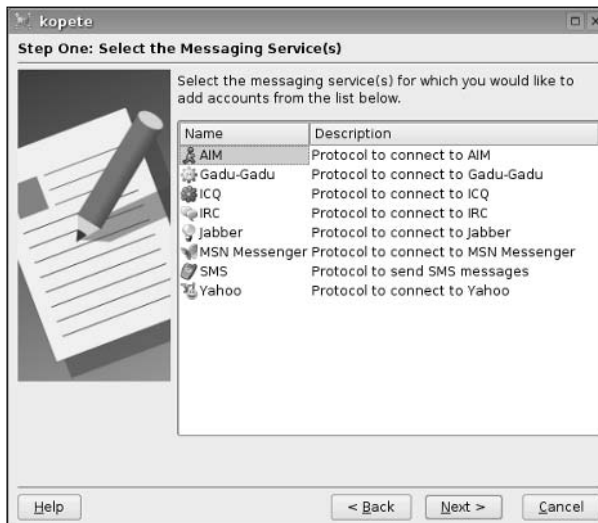 kopete
Step One: Select the Messaging Service(s)
Select the messaging service(s) for which you would like to
add accounts from the list below.
Name Description
AIM Protocol to connect to AIM
Gadu-Gadu Protocol to connect to Gadu-Gadu
ICQ Protocol to connect to ICQ
IRC Protocol to connect to IRC
Jabber Protocol to connect to Jabber
MSN Messenger Protocol to connect to MSN Messenger
SMS Protocol to send SMS messages
Yahoo Protocol to connect to Yahoo
Help < Back Next > Cancel